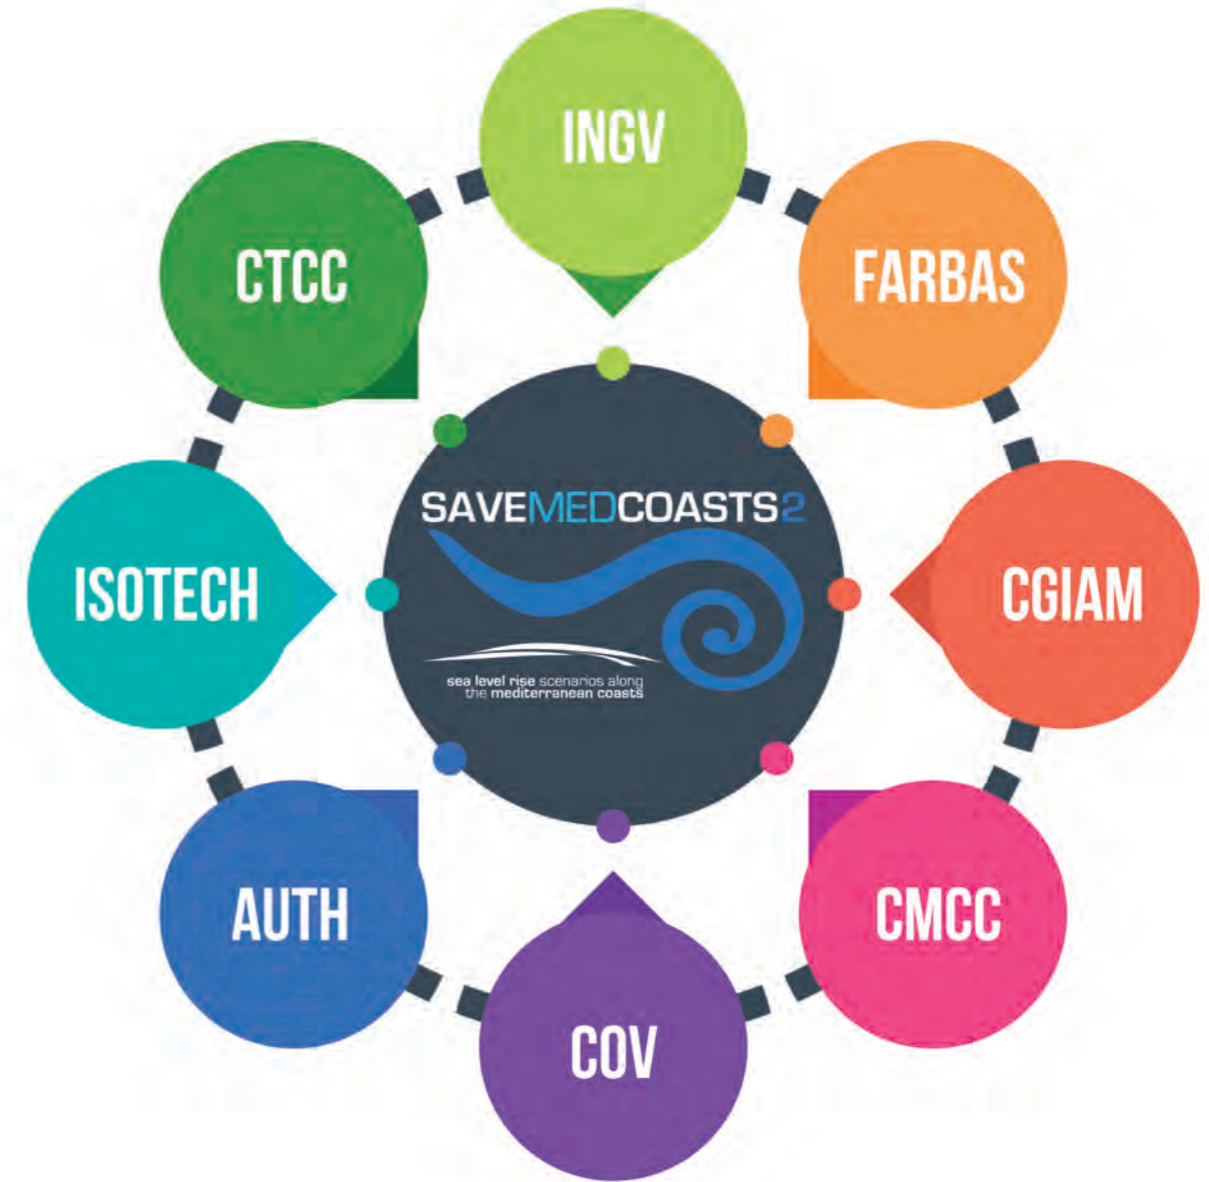 INGV
CTCC
FARBAS
SAVEMEDCOASTS2
ISOTECH
CGIAM
sea level rise scenarios along
the mediterranean coasts
AUTH
CMCC
COV